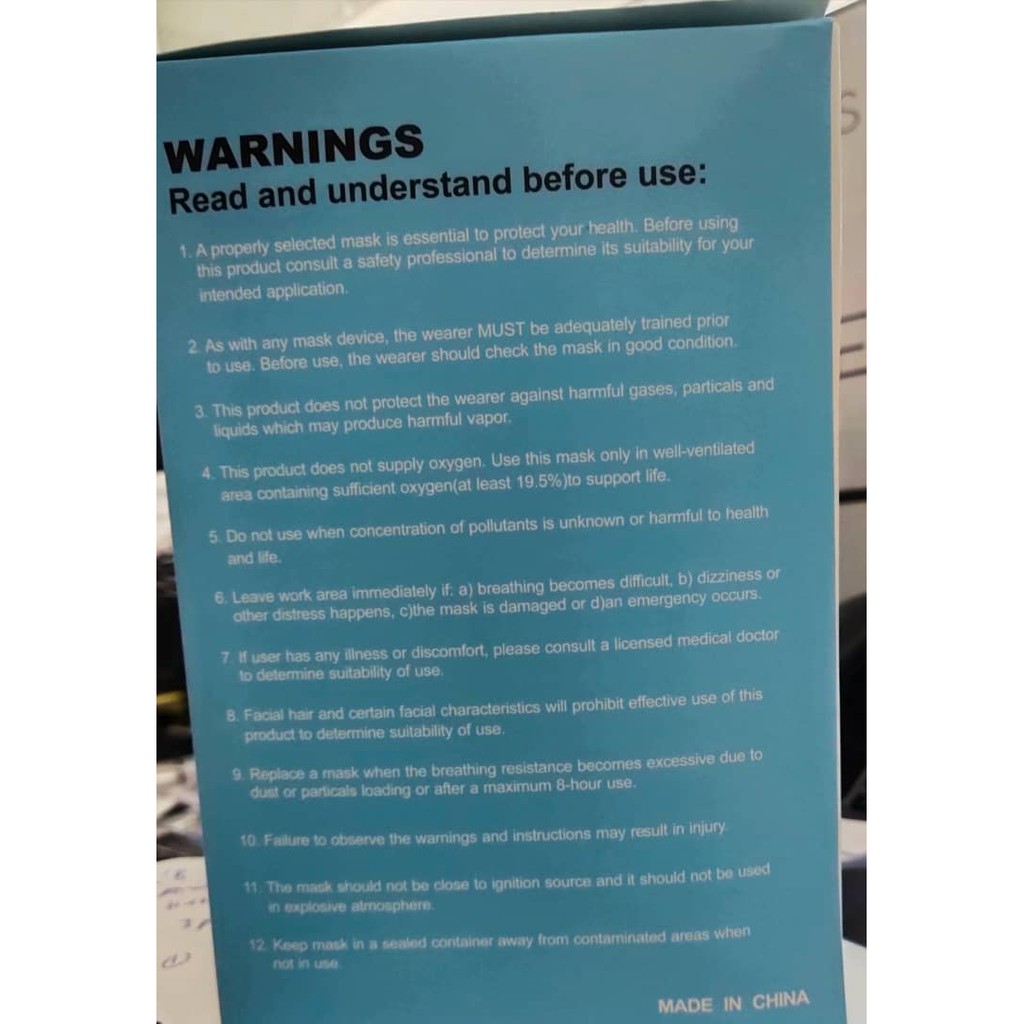 WARNINGS
Read and understand before use:
1. A properly selected mask is essential to protect your health. Before using
this product consult a safety professional to determine its suitability for your
intended application.
2. As with any mask device, the wearer MUST be adequately trained prior
to use. Before use, the wearer should check the mask in good condition.
3. This product does not protect the wearer against harmful gases, particals and
liquids which may produce harmful vapor.
4. This product does not supply oxygen. Use this mask only in well-ventilated
area containing sufficient oxygen(at least 19.5%)to support life.
5. Do not use when concentration of pollutants is unknown or harmful to health
and life.
6. Leave work area immediately if: a) breathing becomes difficult, b) dizziness or
other distress happens, c)the mask is damaged or d)an emergency occurs.
7. If user has any illness or discomfort, please consult a licensed medical doctor
to determine suitability of use.
8. Facial hair and certain facial characteristics will prohibit effective use of this
product to determine suitability of use.
9. Replace a mask when the breathing resistance becomes excessive due to
dust or particals loading or after a maximum 8-hour use.
10. Failure to observe the warnings and instructions may result in injury.
11. The mask should not be close to ignition source and it should not be used
in explosive atmosphere.
12. Keep mask in a sealed container away from contaminated areas when
not in use.
MADE IN CHINA